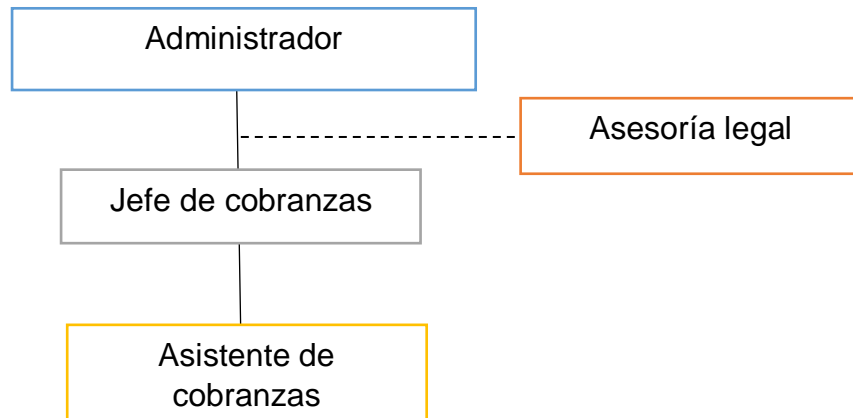 Administrador
Asesoría legal
Jefe de cobranzas
Asistente de
cobranzas